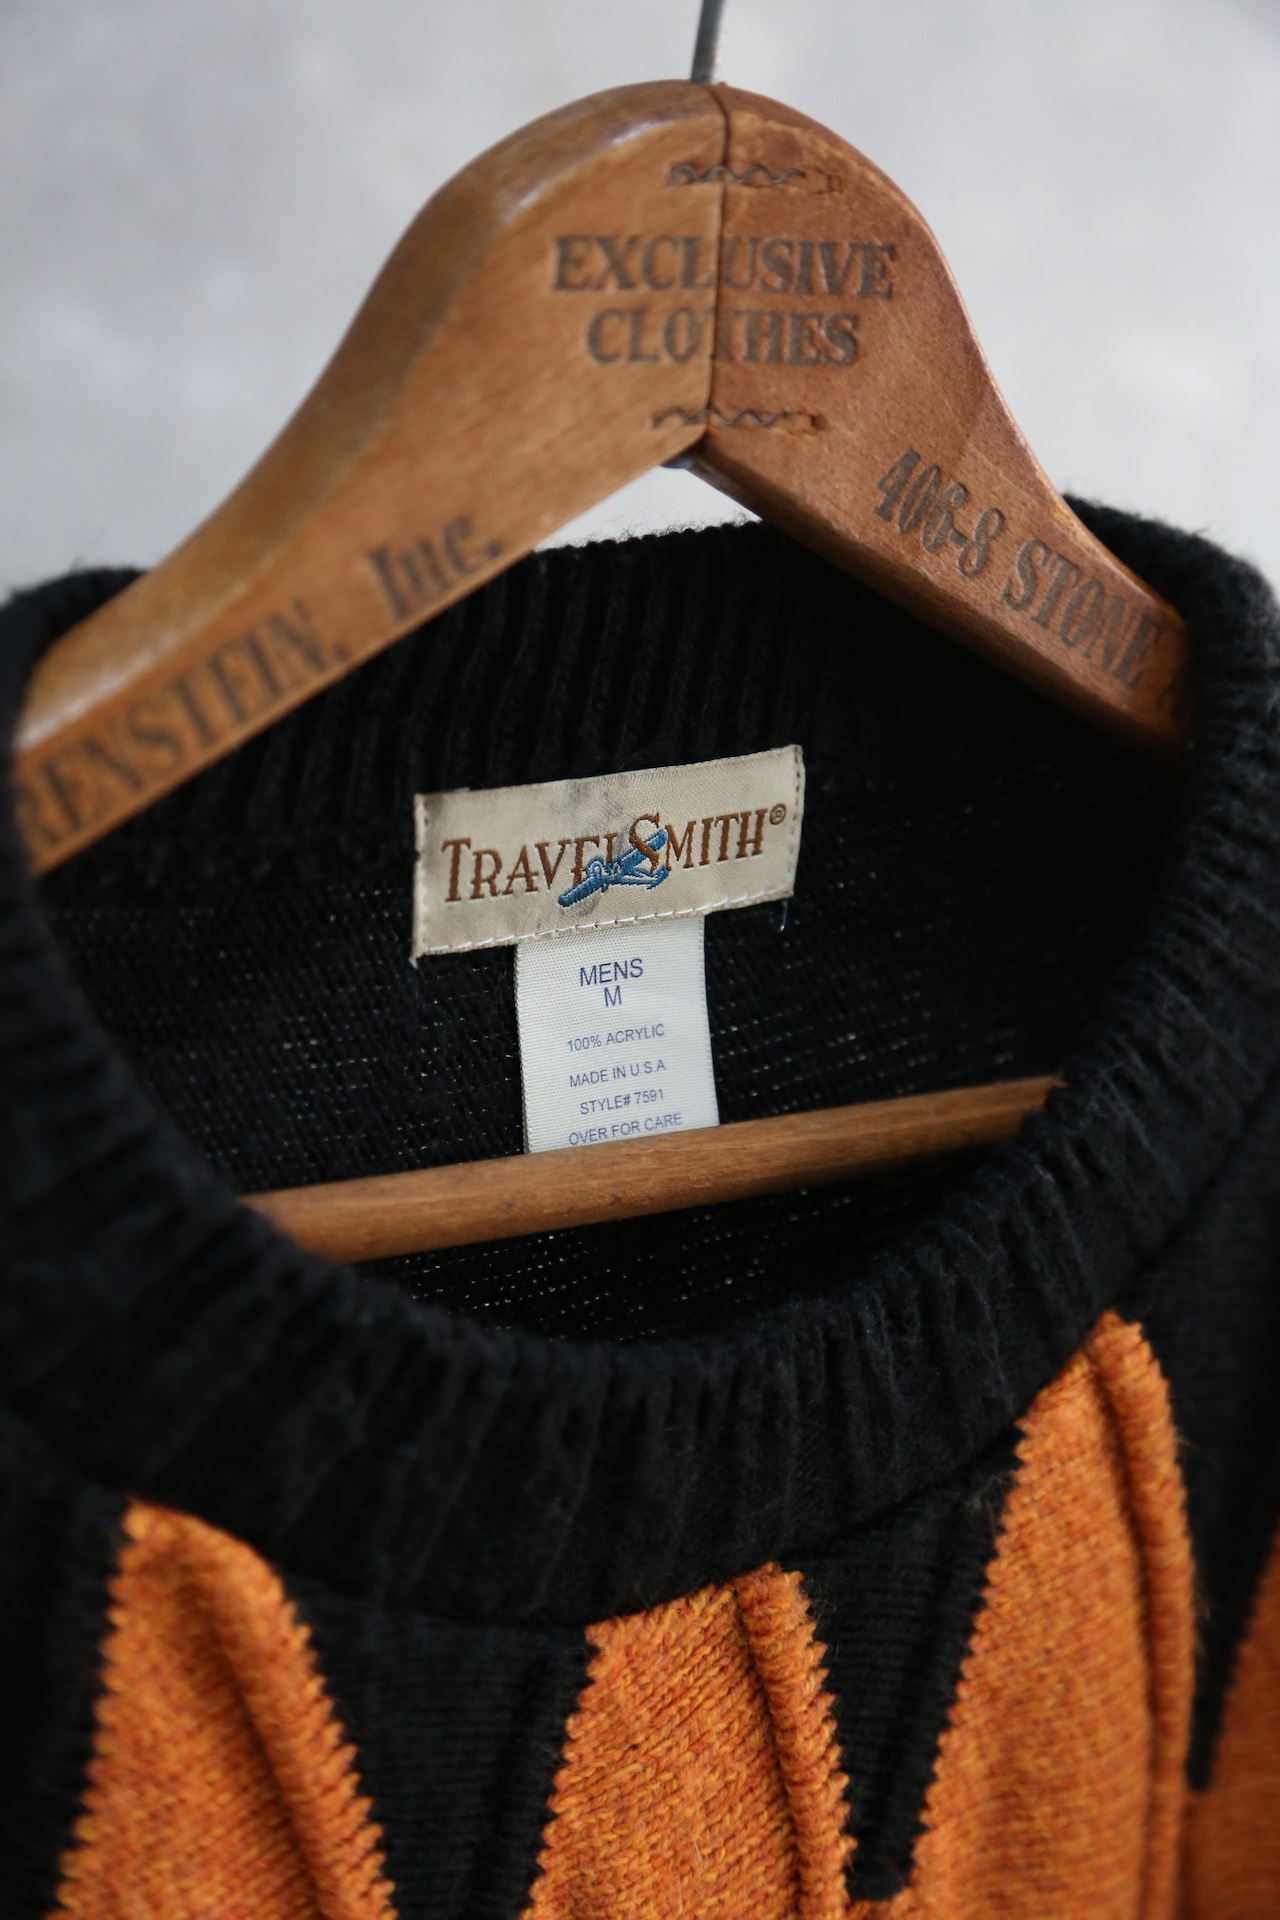 EXCLUSIVE
CLOTHES
RENSTEIN, Inc.
406-8 STONE
TRAVELSMITH®
MENS
M
100% ACRYLIC
MADE IN U.S.A
STYLE# 7591
OVER FOR CARE